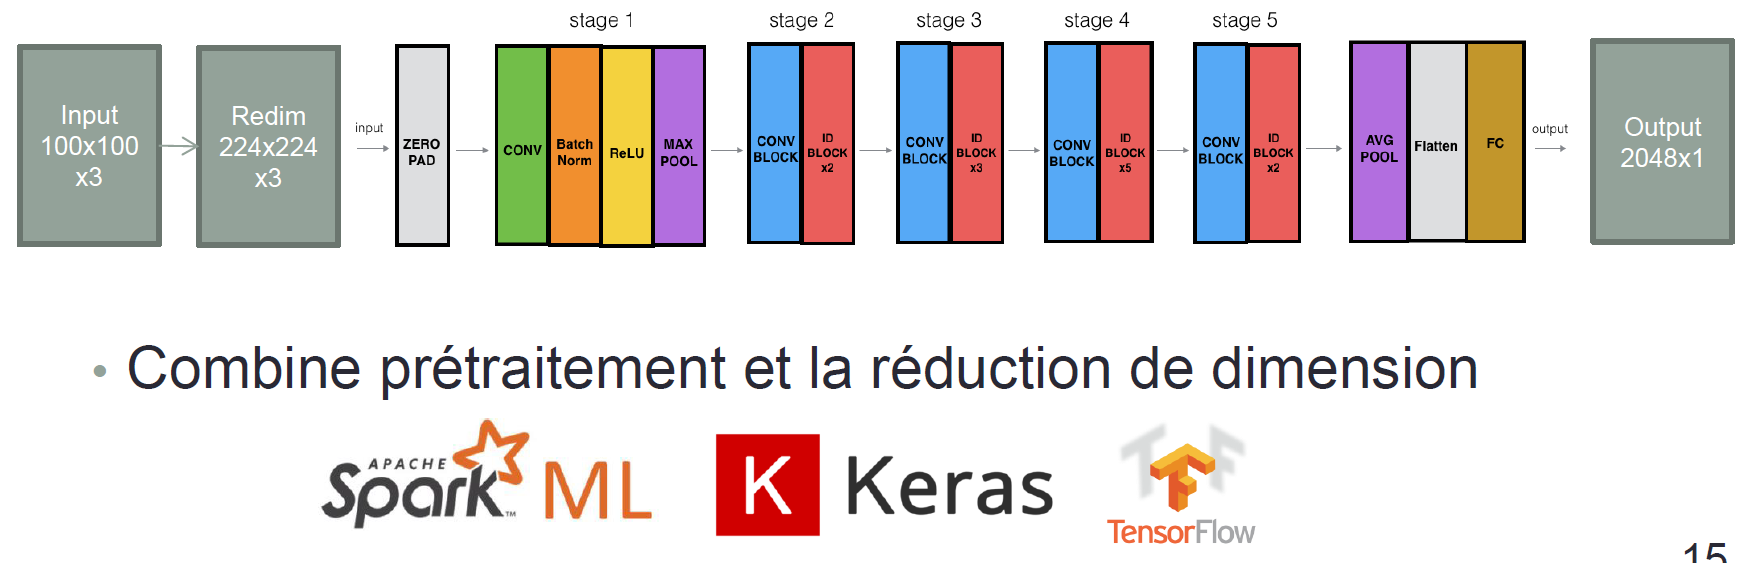 stage 1
stage 2
stage 3
stage 4
stage 5
Input
100x100
x3
Redim
224x224
x3
input
ZERO
PAD
CONV
Batch
Norm
ReLU
MAX
POOL
CONV
BLOCK
ID
BLOCK
x2
CONV
BLOCK
ID
BLOCK
x3
CONV
BLOCK
ID
BLOCK
x5
CONV
BLOCK
ID
BLOCK
x2
AVG
POOL
Flatten
FC
output
Output
2048x1
• Combine prétraitement et la réduction de dimension
APACHE
Spark™ ML
K Keras
TensorFlow
15